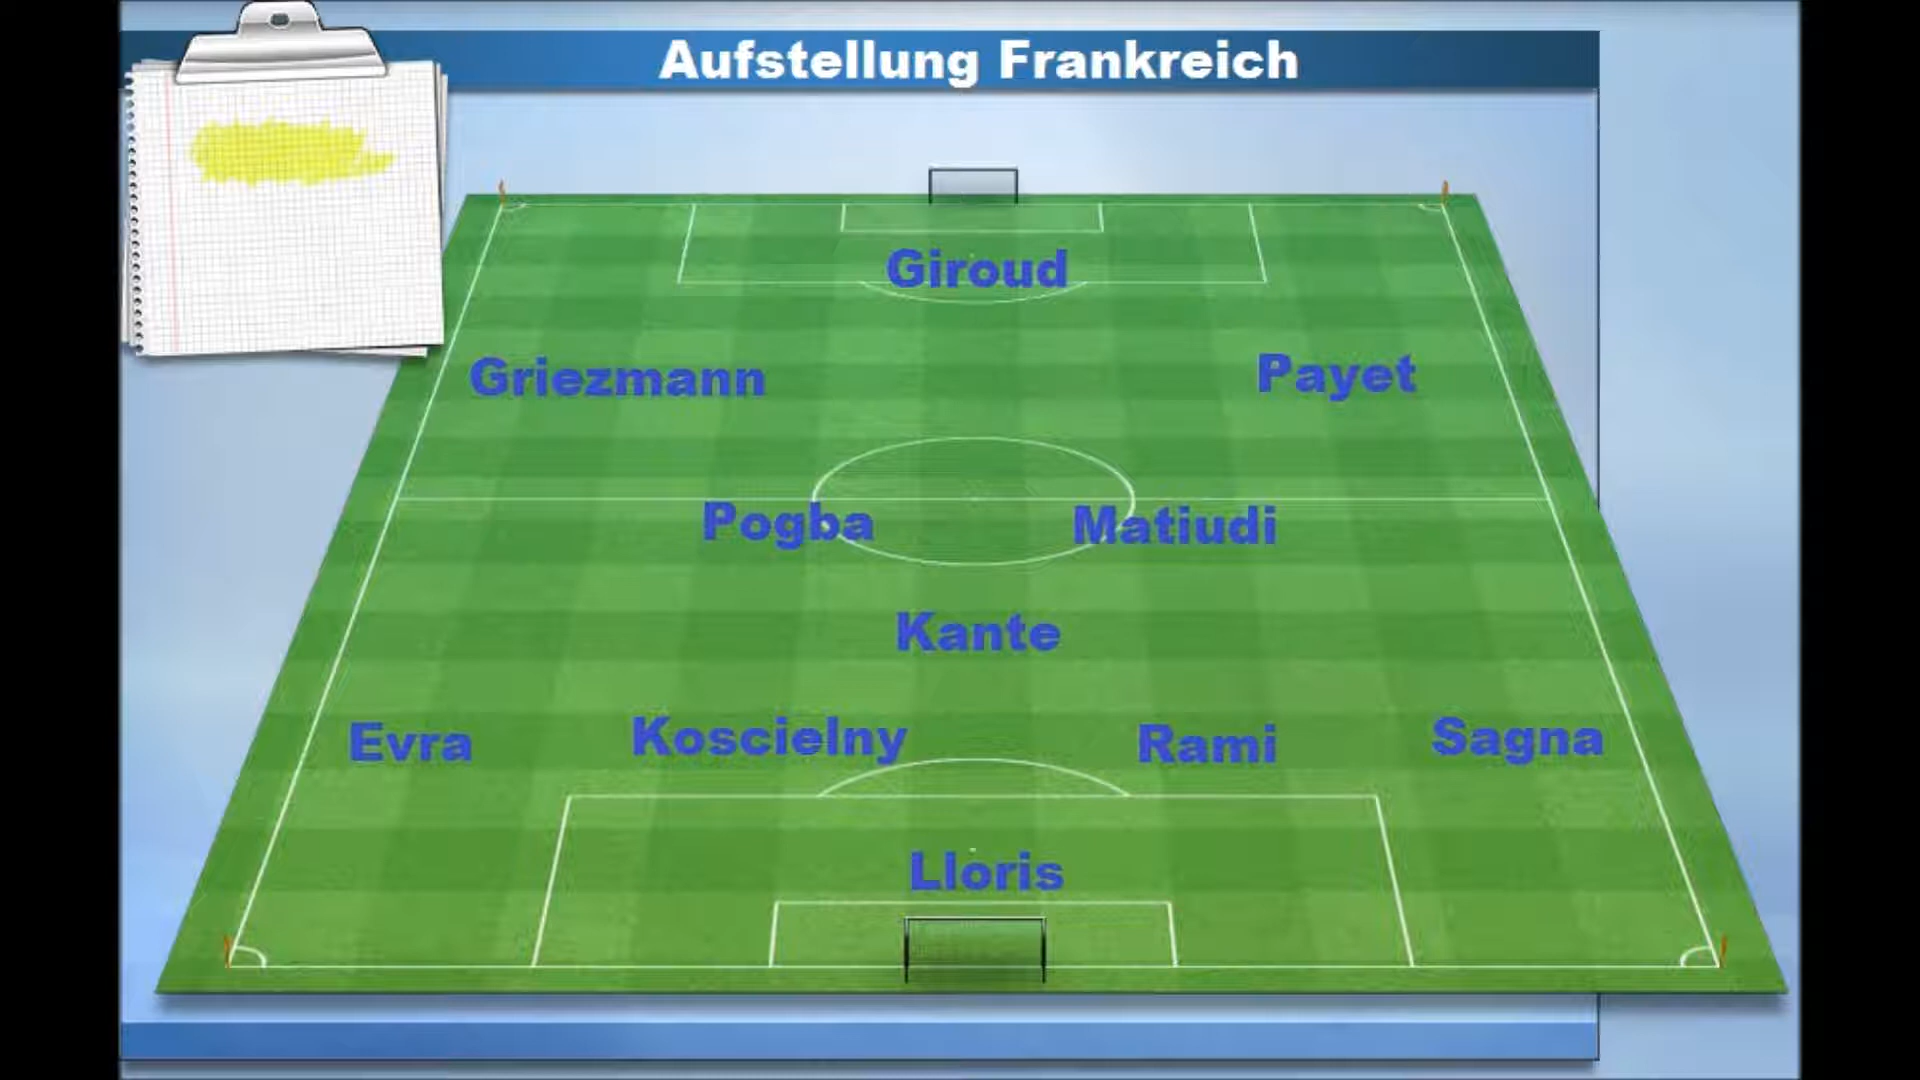 Aufstellung Frankreich
Giroud
Griezmann Payet
Pogba Matiudi
Kante
Evra Koscielny Rami Sagna
Lloris